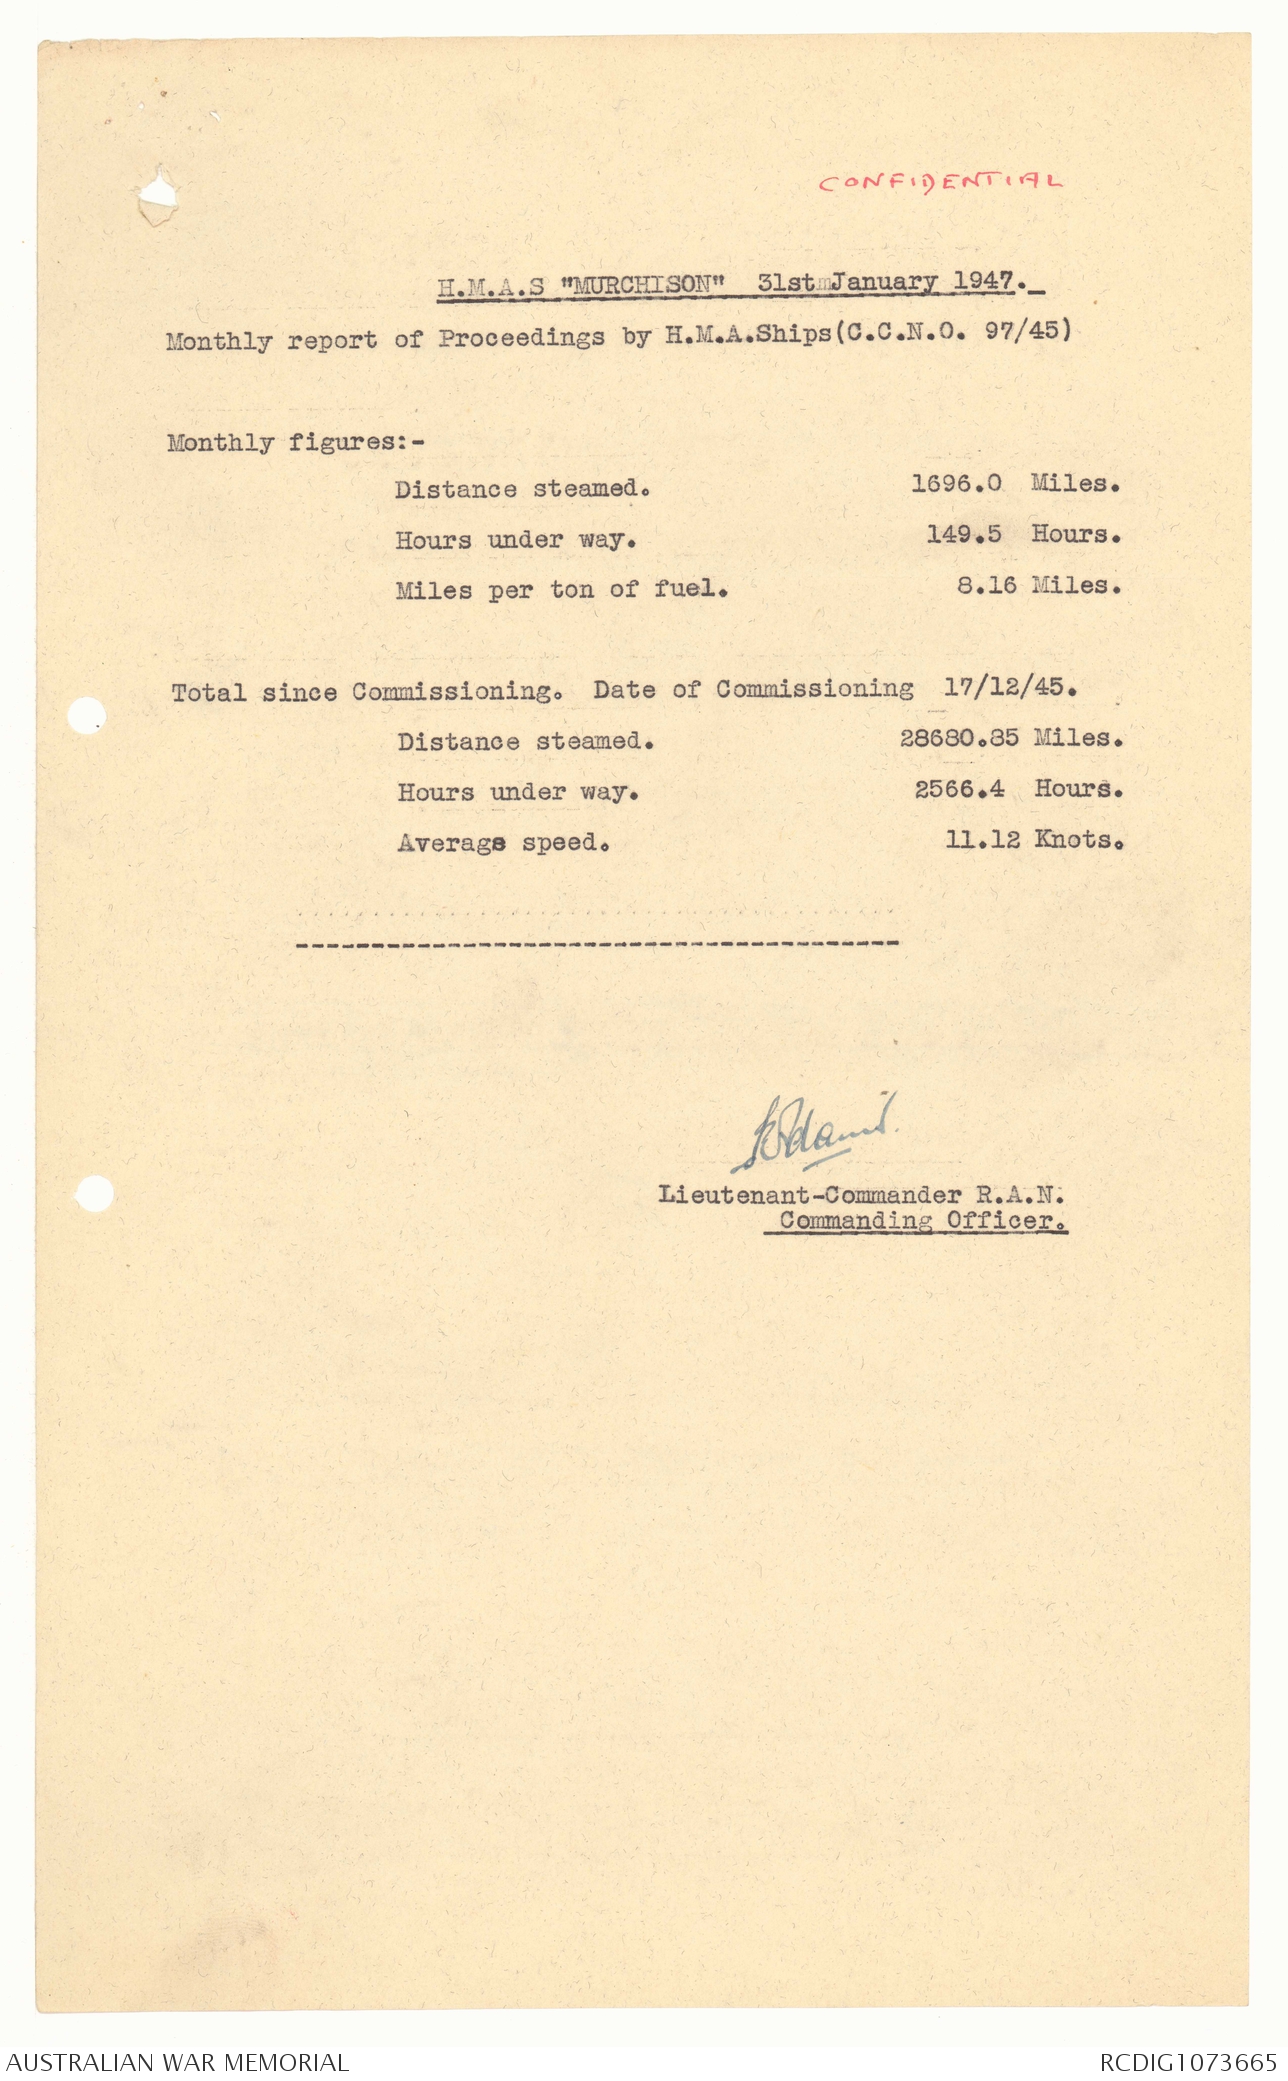 CONFIDENTIAL
H.M.A.S "MURCHISON" 31stmJanuary 1947.
Monthly report of Proceedings by H.M.A.Ships(C.C.N.O. 97/45)
Monthly figures:-
Distance steamed. 1696.0 Miles.
Hours under way. 149.5 Hours.
Miles per ton of fuel. 8.16 Miles.
Total since Commissioning. Date of Commissioning 17/12/45.
Distance steamed. 28680.85 Miles.
Hours under way. 2566.4 Hours.
Average speed. 11.12 Knots.
Lieutenant-Commander R.A.N.
Commanding Officer.
AUSTRALIAN WAR MEMORIAL RCDIG1073665